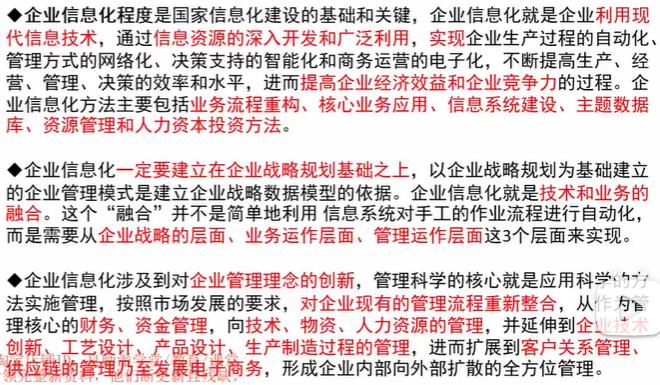 ◆企业信息化程度是国家信息化建设的基础和关键，企业信息化就是企业利用现
代信息技术，通过信息资源的深入开发和广泛利用，实现企业生产过程的自动化、
管理方式的网络化、决策支持的智能化和商务运营的电子化，不断提高生产、经
营、管理、决策的效率和水平，进而提高企业经济效益和企业竞争力的过程。企
业信息化方法主要包括业务流程重构、核心业务应用、信息系统建设、主题数据
库、资源管理和人力资本投资方法。
◆企业信息化一定要建立在企业战略规划基础之上，以企业战略规划为基础建立
的企业管理模式是建立企业战略数据模型的依据。企业信息化就是技术和业务的
融合。这个“融合”并不是简单地利用 信息系统对手工的作业流程进行自动化，
而是需要从企业战略的层面、业务运作层面、管理运作层面这3个层面来实现。
◆企业信息化涉及到对企业管理理念的创新，管理科学的核心就是应用科学的方
法实施管理，按照市场发展的要求，对企业现有的管理流程重新整合，从作为管
理核心的财务、资金管理，向技术、物资、人力资源的管理，并延伸到企业技术
创新、工艺设计、产品设计、生产制造过程的管理，进而扩展到客户关系管理、
供应链的管理乃至发展电子商务，形成企业内部向外部扩散的全方位管理。